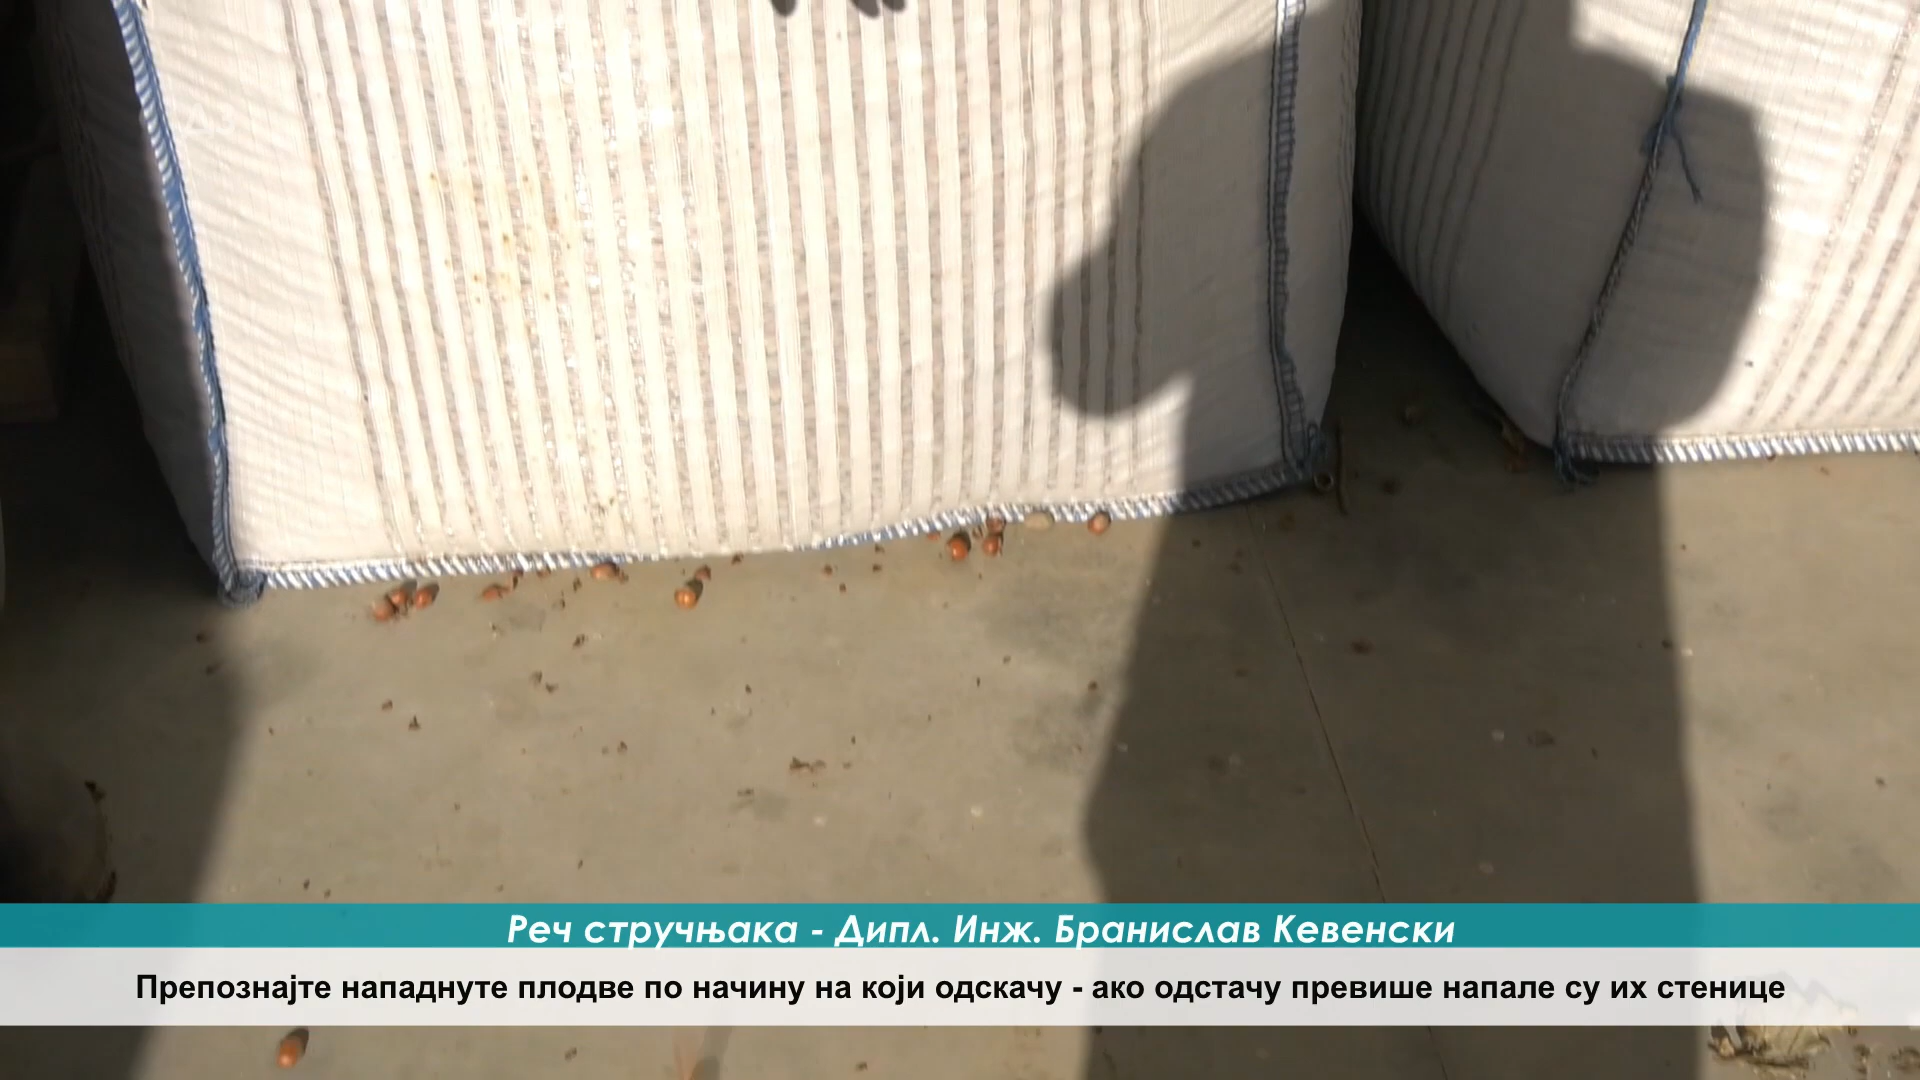 Реч стручњака - Дипл. Инж. Бранислав Кевенски
Препознајте нападнуте плодве по начину на који одскачу - ако одстачу превише напале су их стенице